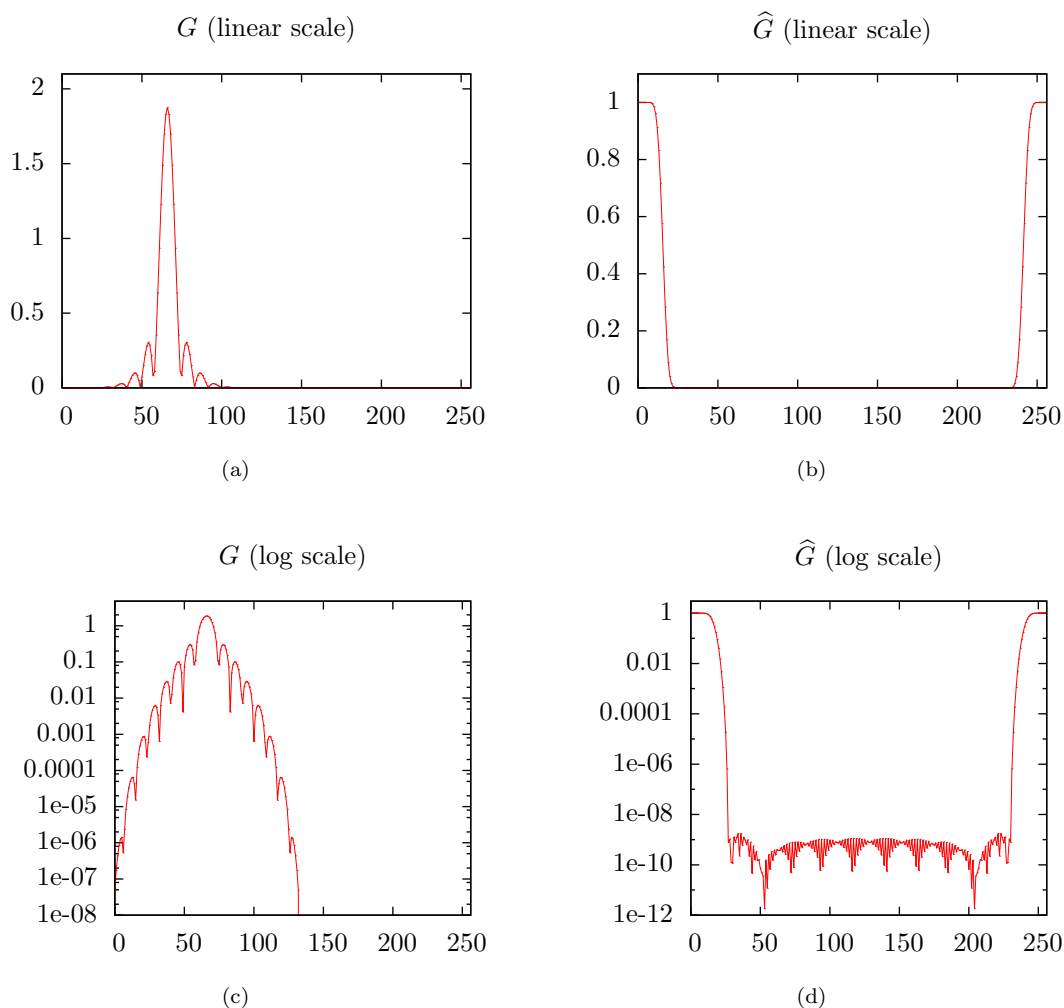 G (linear scale)
2
1.5
1
0.5
0
0 50 100 150 200 250
(a)
Ĝ (linear scale)
1
0.8
0.6
0.4
0.2
0
0 50 100 150 200 250
(b)
G (log scale)
1
0.1
0.01
0.001
0.0001
1e-05
1e-06
1e-07
1e-08
0 50 100 150 200 250
(c)
Ĝ (log scale)
1
0.01
0.0001
1e-06
1e-08
1e-10
1e-12
0 50 100 150 200 250
(d)